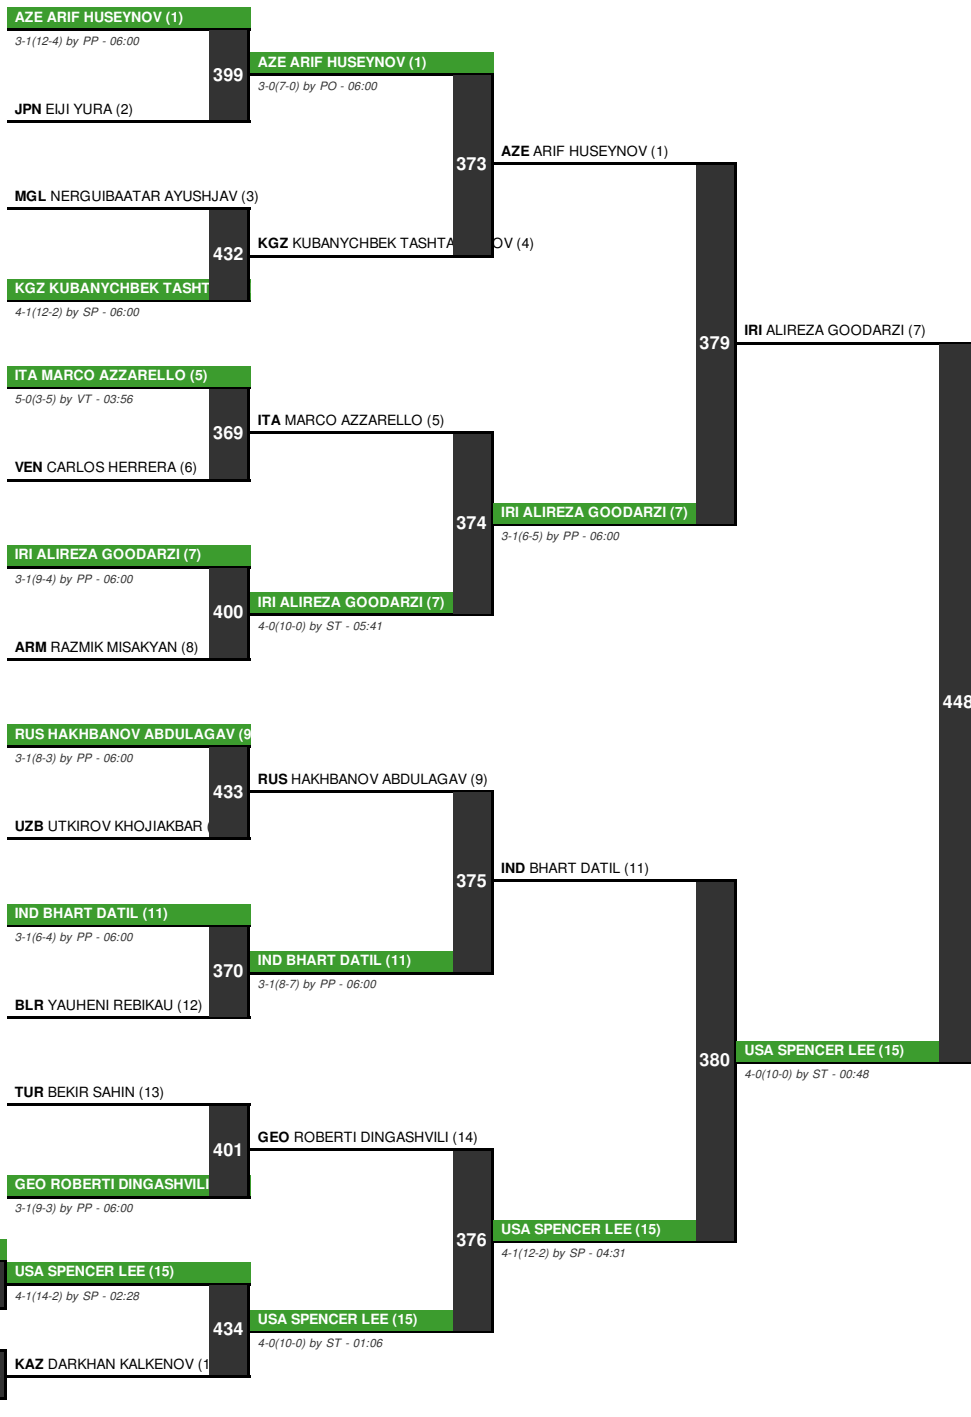 AZE ARIF HUSEYNOV (1)
3-1(12-4) by PP - 06:00
399
JPN EIJI YURA (2)
AZE ARIF HUSEYNOV (1)
3-0(7-0) by PO - 06:00
373
MGL NERGUIBAATAR AYUSHJAV (3)
432
KGZ KUBANYCHBEK TASHT
4-1(12-2) by SP - 06:00
KGZ KUBANYCHBEK TASHTA OV (4)
AZE ARIF HUSEYNOV (1)
379
ITA MARCO AZZARELLO (5)
5-0(3-5) by VT - 03:56
369
VEN CARLOS HERRERA (6)
ITA MARCO AZZARELLO (5)
374
IRI ALIREZA GOODARZI (7)
3-1(9-4) by PP - 06:00
400
ARM RAZMIK MISAKYAN (8)
IRI ALIREZA GOODARZI (7)
4-0(10-0) by ST - 05:41
IRI ALIREZA GOODARZI (7)
3-1(6-5) by PP - 06:00
IRI ALIREZA GOODARZI (7)
448
RUS HAKHBANOV ABDULAGAV (9
3-1(8-3) by PP - 06:00
433
UZB UTKIROV KHOJIAKBAR (
RUS HAKHBANOV ABDULAGAV (9)
375
IND BHART DATIL (11)
3-1(6-4) by PP - 06:00
370
BLR YAUHENI REBIKAU (12)
IND BHART DATIL (11)
3-1(8-7) by PP - 06:00
IND BHART DATIL (11)
380
TUR BEKIR SAHIN (13)
401
GEO ROBERTI DINGASHVILI
3-1(9-3) by PP - 06:00
GEO ROBERTI DINGASHVILI (14)
376
USA SPENCER LEE (15)
4-1(14-2) by SP - 02:28
434
KAZ DARKHAN KALKENOV (1
USA SPENCER LEE (15)
4-0(10-0) by ST - 01:06
USA SPENCER LEE (15)
4-1(12-2) by SP - 04:31
USA SPENCER LEE (15)
4-0(10-0) by ST - 00:48